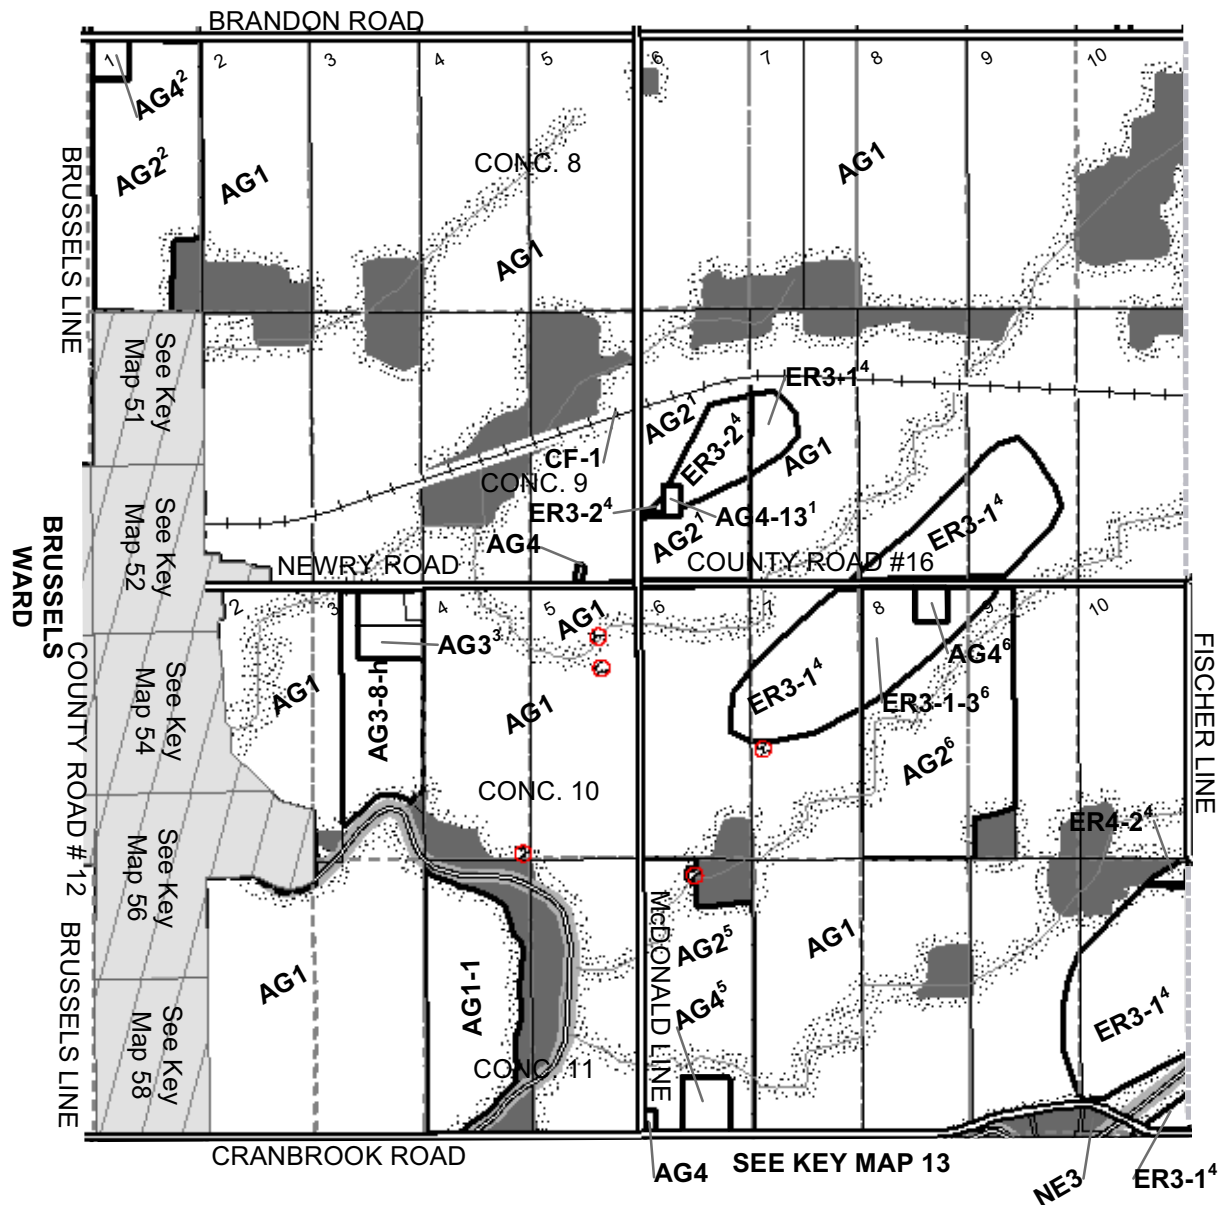 BRANDON ROAD
1
2
3
4
5
6
7
8
9
10
AG4²
AG2²
AG1
CONC. 8
AG1
AG1
BRUSSELS LINE
See Key
Map 51
ER3-1⁴
AG2¹
ER3-2⁴
AG1
CF-1
CONC. 9
ER3-2⁴
AG4-13¹
ER3-1⁴
AG2¹
AG4
BRUSSELS
WARD
See Key
Map 52
NEWRY ROAD
COUNTY ROAD #16
2
3
4
5
6
7
8
9
10
AG1
AG3³
AG4⁶
AG1
AG3-8-h
AG1
ER3-1⁴
ER3-1-3⁶
FISCHER LINE
COUNTY ROAD # 12
See Key
Map 54
AG2⁶
CONC. 10
ER4-2⁴
See Key
Map 56
McDONALD LINE
AG2⁵
AG1
BRUSSELS LINE
AG1
AG1-1
AG4⁵
ER3-1⁴
See Key
Map 58
CONC. 11
CRANBROOK ROAD
AG4
SEE KEY MAP 13
NE3
ER3-1⁴